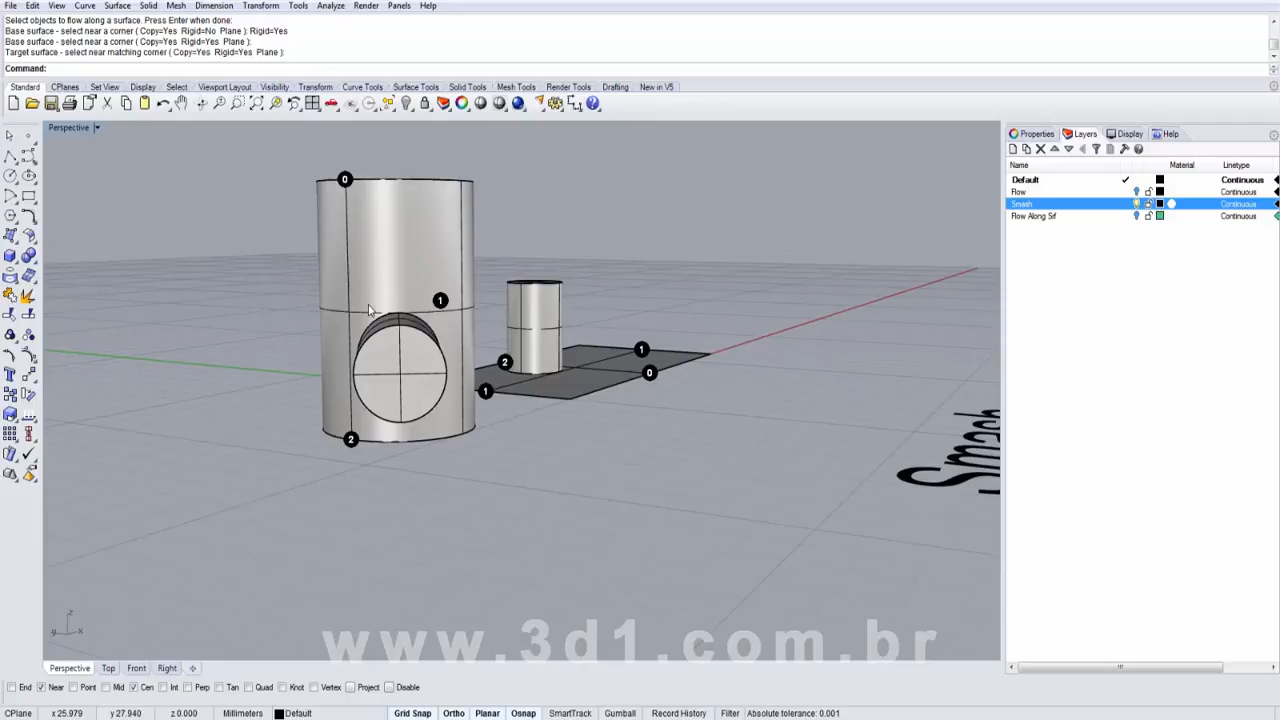 File Edit View Curve Surface Solid Mesh Dimension Transform Tools Analyze Render Panels Help
Select objects to flow along a surface. Press Enter when done:
Base surface - select near a corner ( Copy=Yes Rigid=No Plane ): Rigid=Yes
Base surface - select near a corner ( Copy=Yes Rigid=Yes Plane ):
Target surface - select near matching corner ( Copy=Yes Rigid=Yes Plane ):
Command:
Standard CPlanes Set View Display Select Viewport Layout Visibility Transform Curve Tools Surface Tools Solid Tools Mesh Tools Render Tools Drafting New in V5
Perspective
Properties Layers Display Help
Name Material Linetype
Default Continuous
Flow Continuous
Smash Continuous
Flow Along Srf Continuous
0
1
2
2
1
1
0
Smash
z
y x
www.3d1.com.br
Perspective Top Front Right
End Near Point Mid Cen Int Perp Tan Quad Knot Vertex Project Disable
CPlane x 25.979 y 27.940 z 0.000 Millimeters Default Grid Snap Ortho Planar Osnap SmartTrack Gumball Record History Filter Absolute tolerance: 0.001